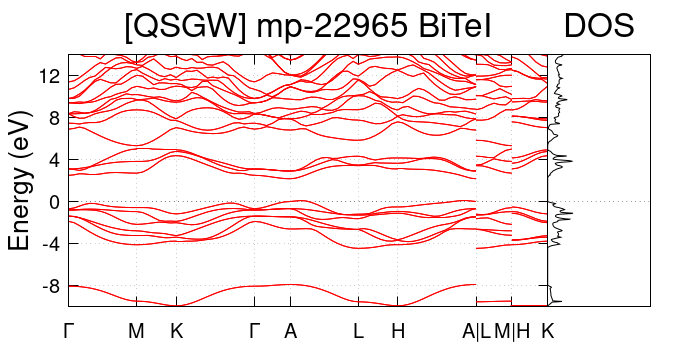 [QSGW] mp-22965 BiTeI DOS
Energy (eV)
12
8
4
0
-4
-8
Γ M K Γ A L H A|L M|H K